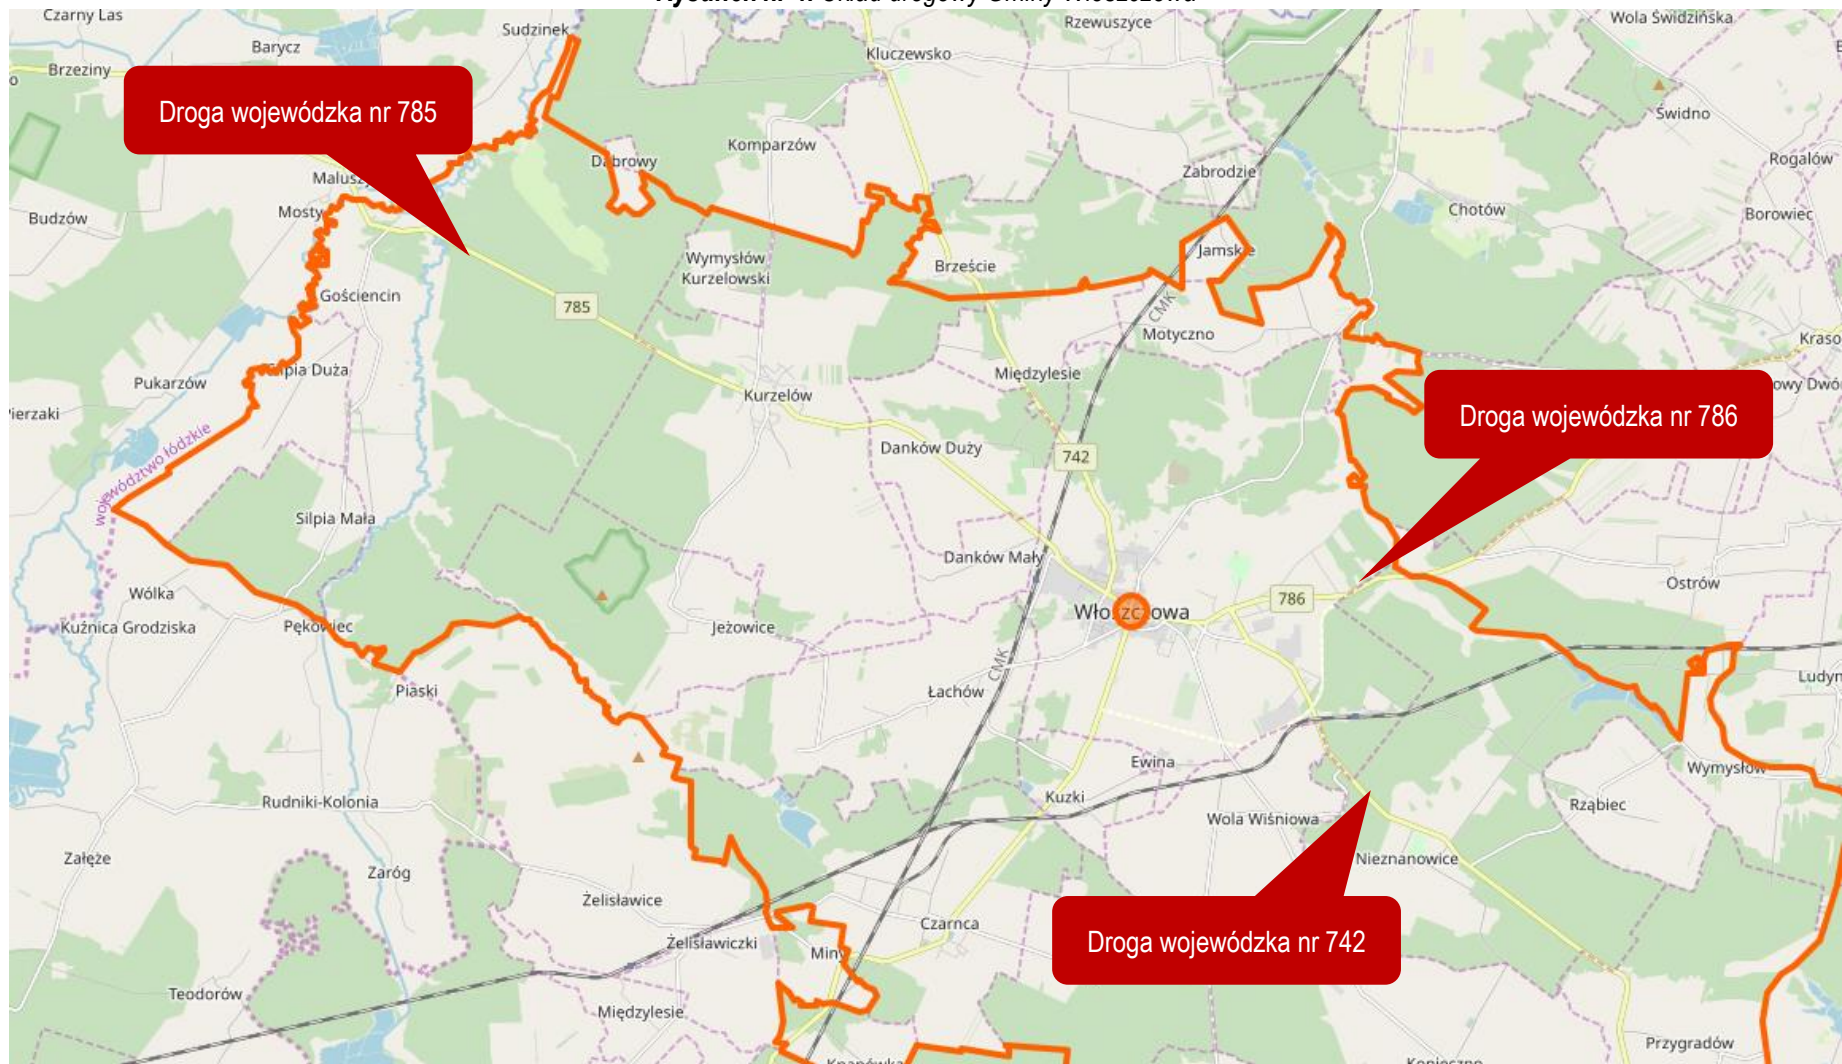 Czarny Las
Sudzinek
Rzewuszyce
Wola Świdzińska
Barycz
Kluczewsko
Brzeziny
Droga wojewódzka nr 785
Świdno
Komparzów
Dąbrowy
Zabrodzie
Rogalów
Mosty
Budzów
Chotów
Borowiec
Jamskie
Wymysłów
Kurzelowski
Brzeście
Gościencin
785
CMK
Motyczno
Silpia Duża
Międzylesie
Pukarzów
Kurzelów
Droga wojewódzka nr 786
województwo łódzkie
Danków Duży
742
Silpia Mała
Danków Mały
Ostrów
Wólka
786
Włoszczowa
Kuźnica Grodziska
Pękowiec
Jeżowice
CMK
Piaski
Łachów
Ewina
Wymysłów
Rudniki-Kolonia
Kuzki
Rząbiec
Wola Wiśniowa
Załęże
Zaróg
Nieznanowice
Żelisławice
Czarnca
Droga wojewódzka nr 742
Żelisławiczki
Miny
Teodorów
Międzylesie
Przygradów